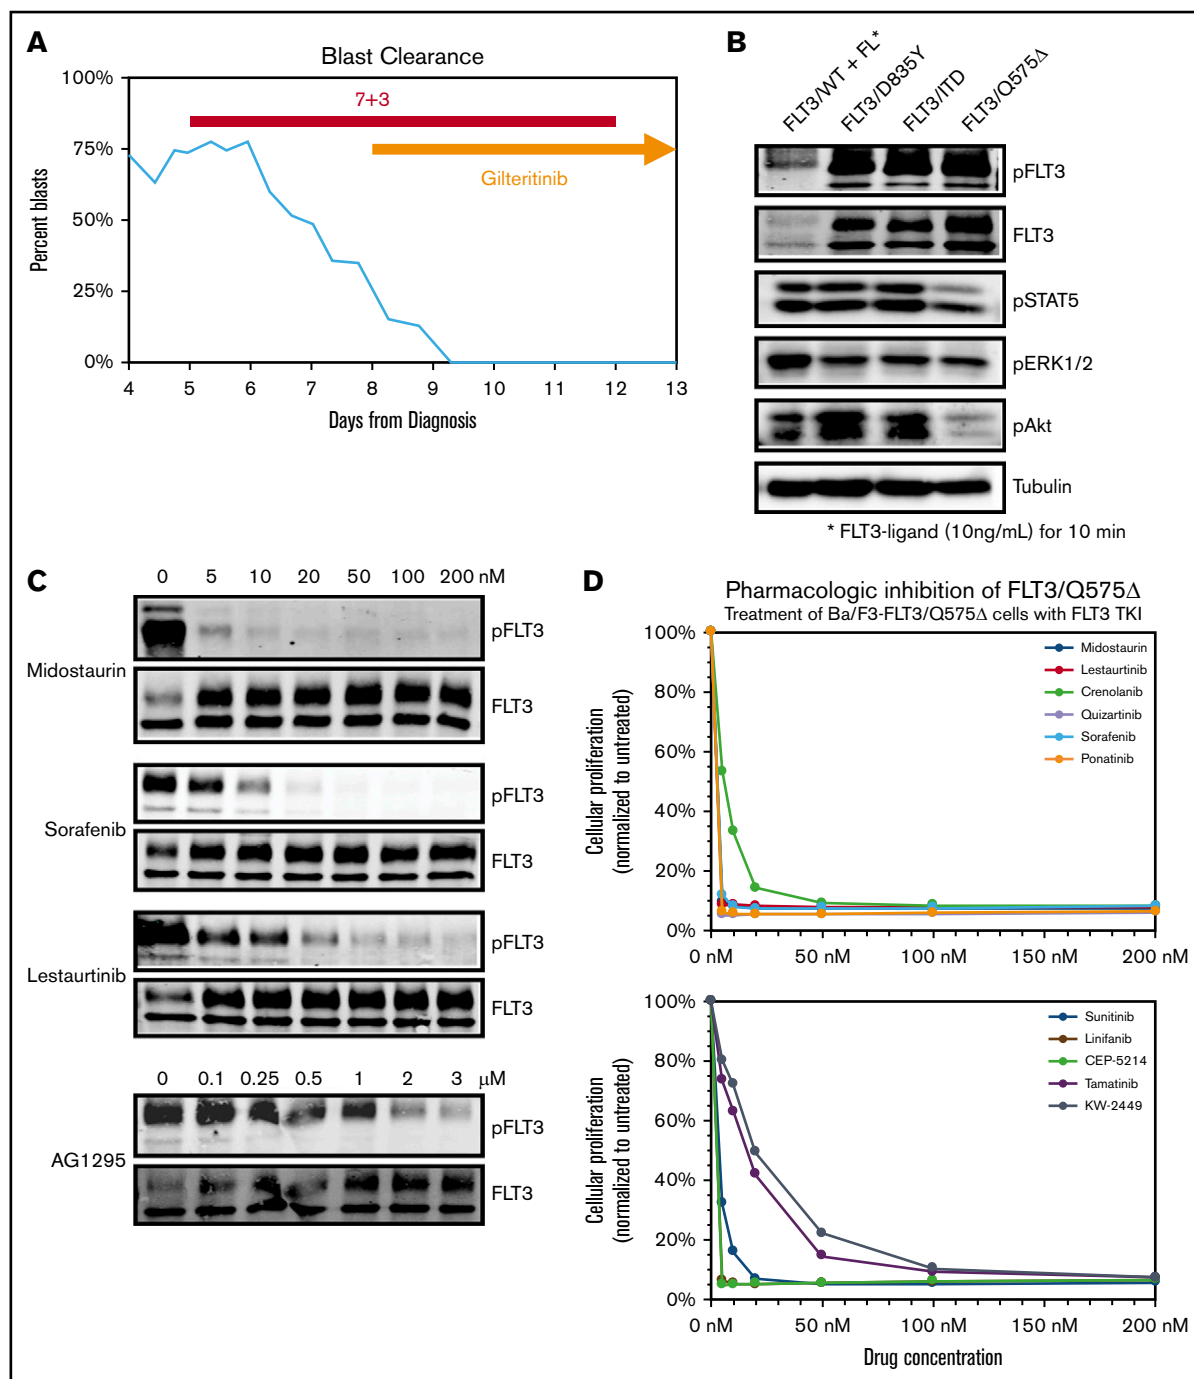 A
Blast Clearance
100%
75%
50%
25%
0%
Percent blasts
7+3
Gilteritinib
4 5 6 7 8 9 10 11 12 13
Days from Diagnosis
B
FLT3/WT + FL*
FLT3/D835Y
FLT3/ITD
FLT3/Q575Δ
pFLT3
FLT3
pSTAT5
pERK1/2
pAkt
Tubulin
* FLT3-ligand (10ng/mL) for 10 min
C
0 5 10 20 50 100 200 nM
Midostaurin
pFLT3
FLT3
Sorafenib
pFLT3
FLT3
Lestaurtinib
pFLT3
FLT3
0 0.1 0.25 0.5 1 2 3 μM
AG1295
pFLT3
FLT3
D
Pharmacologic inhibition of FLT3/Q575Δ
Treatment of Ba/F3-FLT3/Q575Δ cells with FLT3 TKI
100%
80%
60%
40%
20%
0%
Cellular proliferation
(normalized to untreated)
Midostaurin
Lestaurtinib
Crenolanib
Quizartinib
Sorafenib
Ponatinib
0 nM 50 nM 100 nM 150 nM 200 nM
100%
80%
60%
40%
20%
0%
Cellular proliferation
(normalized to untreated)
Sunitinib
Linifanib
CEP-5214
Tamatinib
KW-2449
0 nM 50 nM 100 nM 150 nM 200 nM
Drug concentration